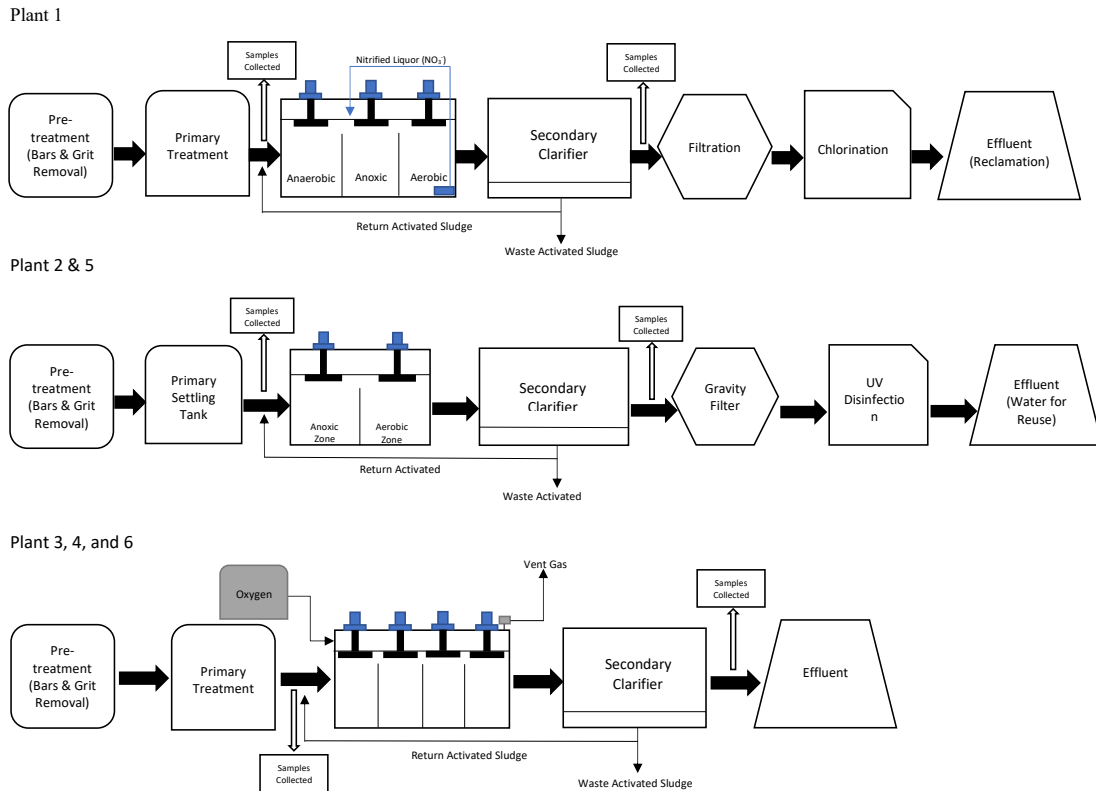 Plant 1
Samples
Collected
Nitrified Liquor (NO₃⁻)
Samples
Collected
Pre-
treatment
(Bars & Grit
Removal)
Primary
Treatment
Anaerobic
Anoxic
Aerobic
Secondary
Clarifier
Filtration
Chlorination
Effluent
(Reclamation)
Return Activated Sludge
Waste Activated Sludge
Plant 2 & 5
Samples
Collected
Samples
Collected
Pre-
treatment
(Bars & Grit
Removal)
Primary
Settling
Tank
Anoxic
Zone
Aerobic
Zone
Secondary
Clarifier
Gravity
Filter
UV
Disinfectio
n
Effluent
(Water for
Reuse)
Return Activated
Waste Activated
Plant 3, 4, and 6
Oxygen
Vent Gas
Samples
Collected
Pre-
treatment
(Bars & Grit
Removal)
Primary
Treatment
Secondary
Clarifier
Effluent
Return Activated Sludge
Samples
Collected
Waste Activated Sludge